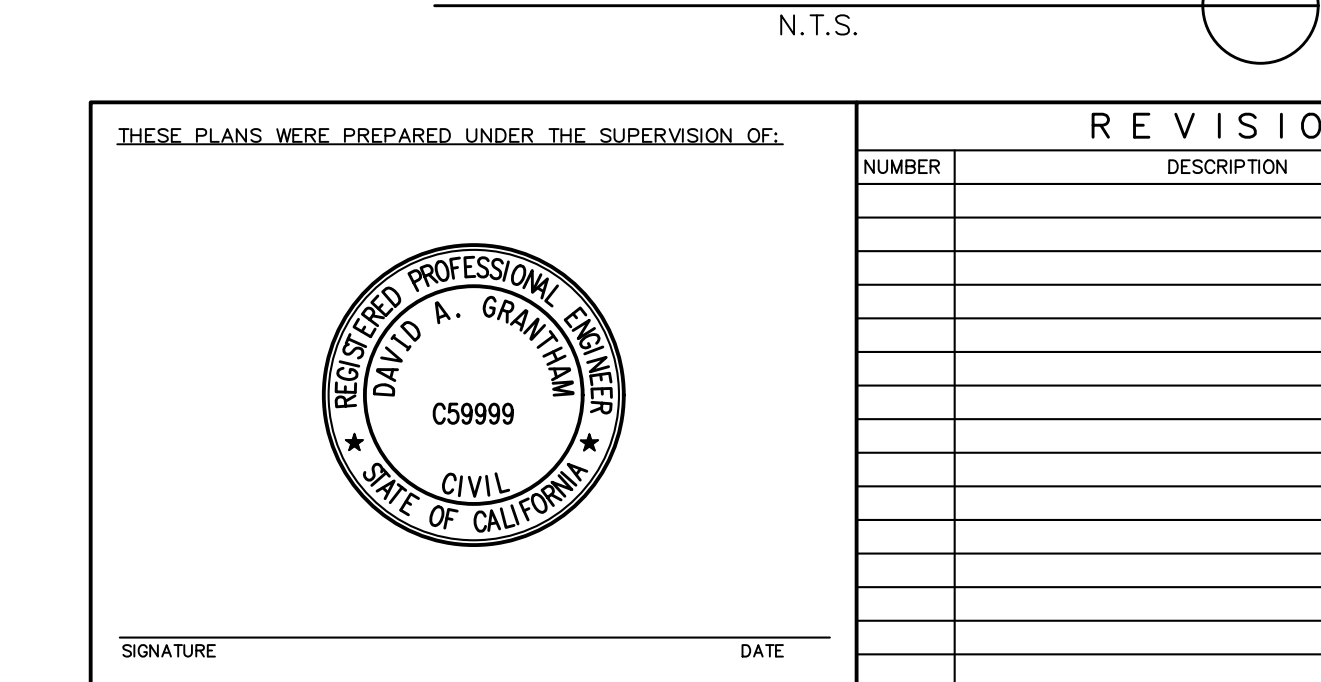 N.T.S.
THESE PLANS WERE PREPARED UNDER THE SUPERVISION OF:
REGISTERED PROFESSIONAL ENGINEER
DAVID A. GRANTHAM
C59999
CIVIL
★ STATE OF CALIFORNIA ★
SIGNATURE DATE
REVISIO
NUMBER DESCRIPTION